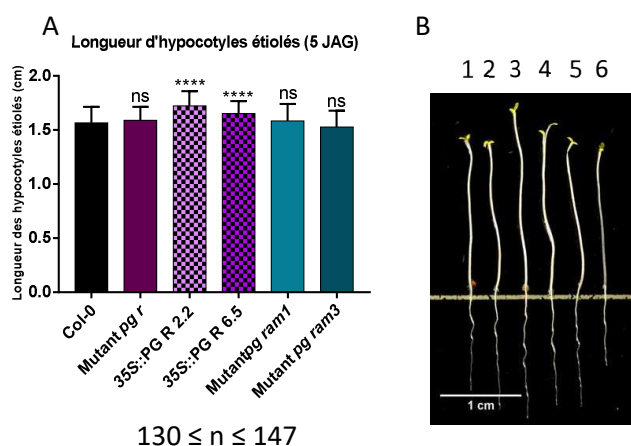 A
B
Longueur d'hypocotyles étiolés (5 JAG)
1 2 3 4 5 6
Longueur des hypocotyles étiolés (cm)
2.0
1.5
1.0
0.5
0.0
ns
****
****
ns
ns
Col-0
Mutant pg r
35S::PG R 2.2
35S::PG R 6.5
Mutantpg ram1
Mutant pg ram3
1 cm
130 ≤ n ≤ 147